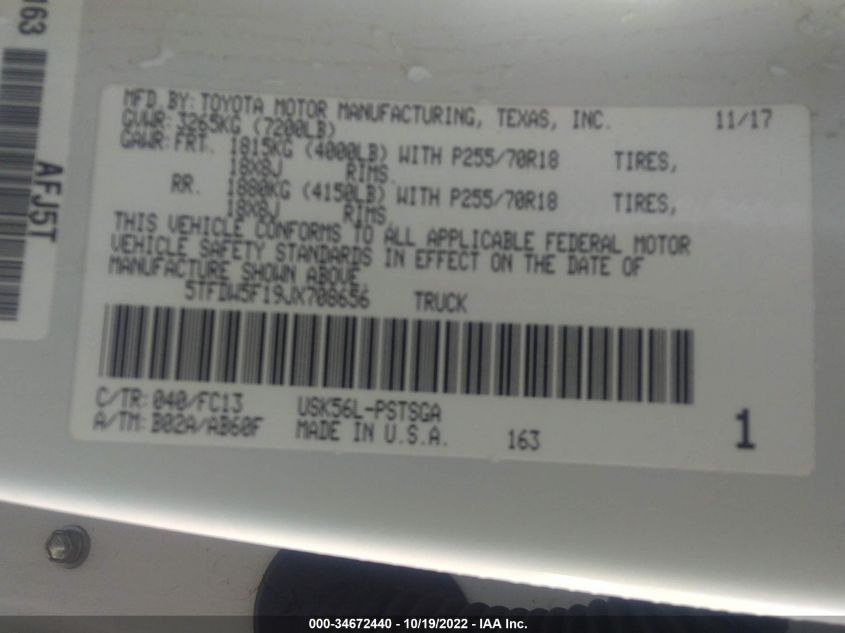 163
AFJ5T
MFD.BY: TOYOTA MOTOR MANUFACTURING, TEXAS, INC. 11/17
GVWR: 3265KG (7200LB)
GAWR: FRT. 1815KG (4000LB) WITH P255/70R18 TIRES,
18X8J RIMS,
RR. 1880KG (4150LB) WITH P255/70R18 TIRES,
18X8J RIMS,
THIS VEHICLE CONFORMS TO ALL APPLICABLE FEDERAL MOTOR
VEHICLE SAFETY STANDARDS IN EFFECT ON THE DATE OF
MANUFACTURE SHOWN ABOVE.
5TFDW5F19JX708656 TRUCK
C/TR: 040/FC13 USK56L-PSTSGA
A/TM: B02A/AB60F MADE IN U.S.A. 163 1
000-34672440 - 10/19/2022 - IAA Inc.